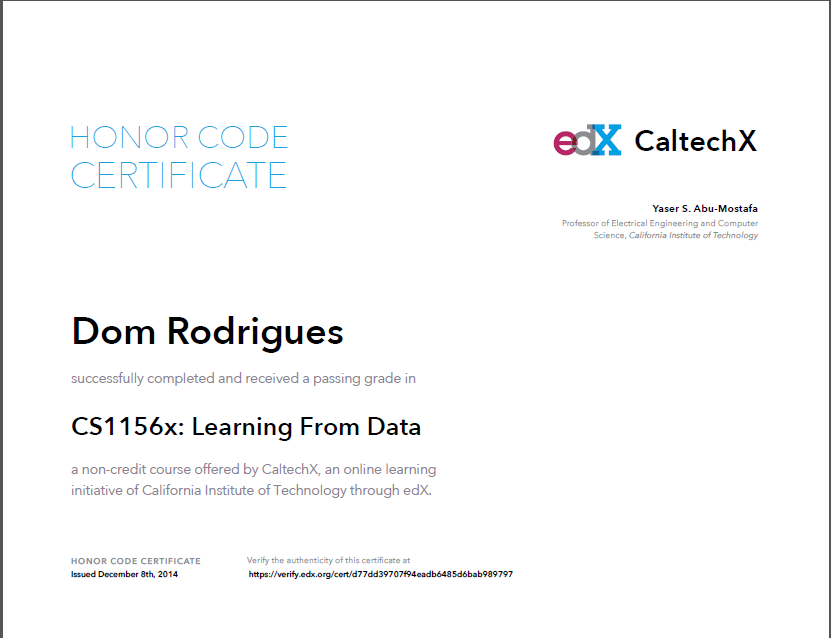 HONOR CODE
CERTIFICATE
edX CaltechX
Yaser S. Abu-Mostafa
Professor of Electrical Engineering and Computer
Science, California Institute of Technology
Dom Rodrigues
successfully completed and received a passing grade in
CS1156x: Learning From Data
a non-credit course offered by CaltechX, an online learning
initiative of California Institute of Technology through edX.
HONOR CODE CERTIFICATE
Issued December 8th, 2014
Verify the authenticity of this certificate at
https://verify.edx.org/cert/d77dd39707f94eadb6485d6bab989797